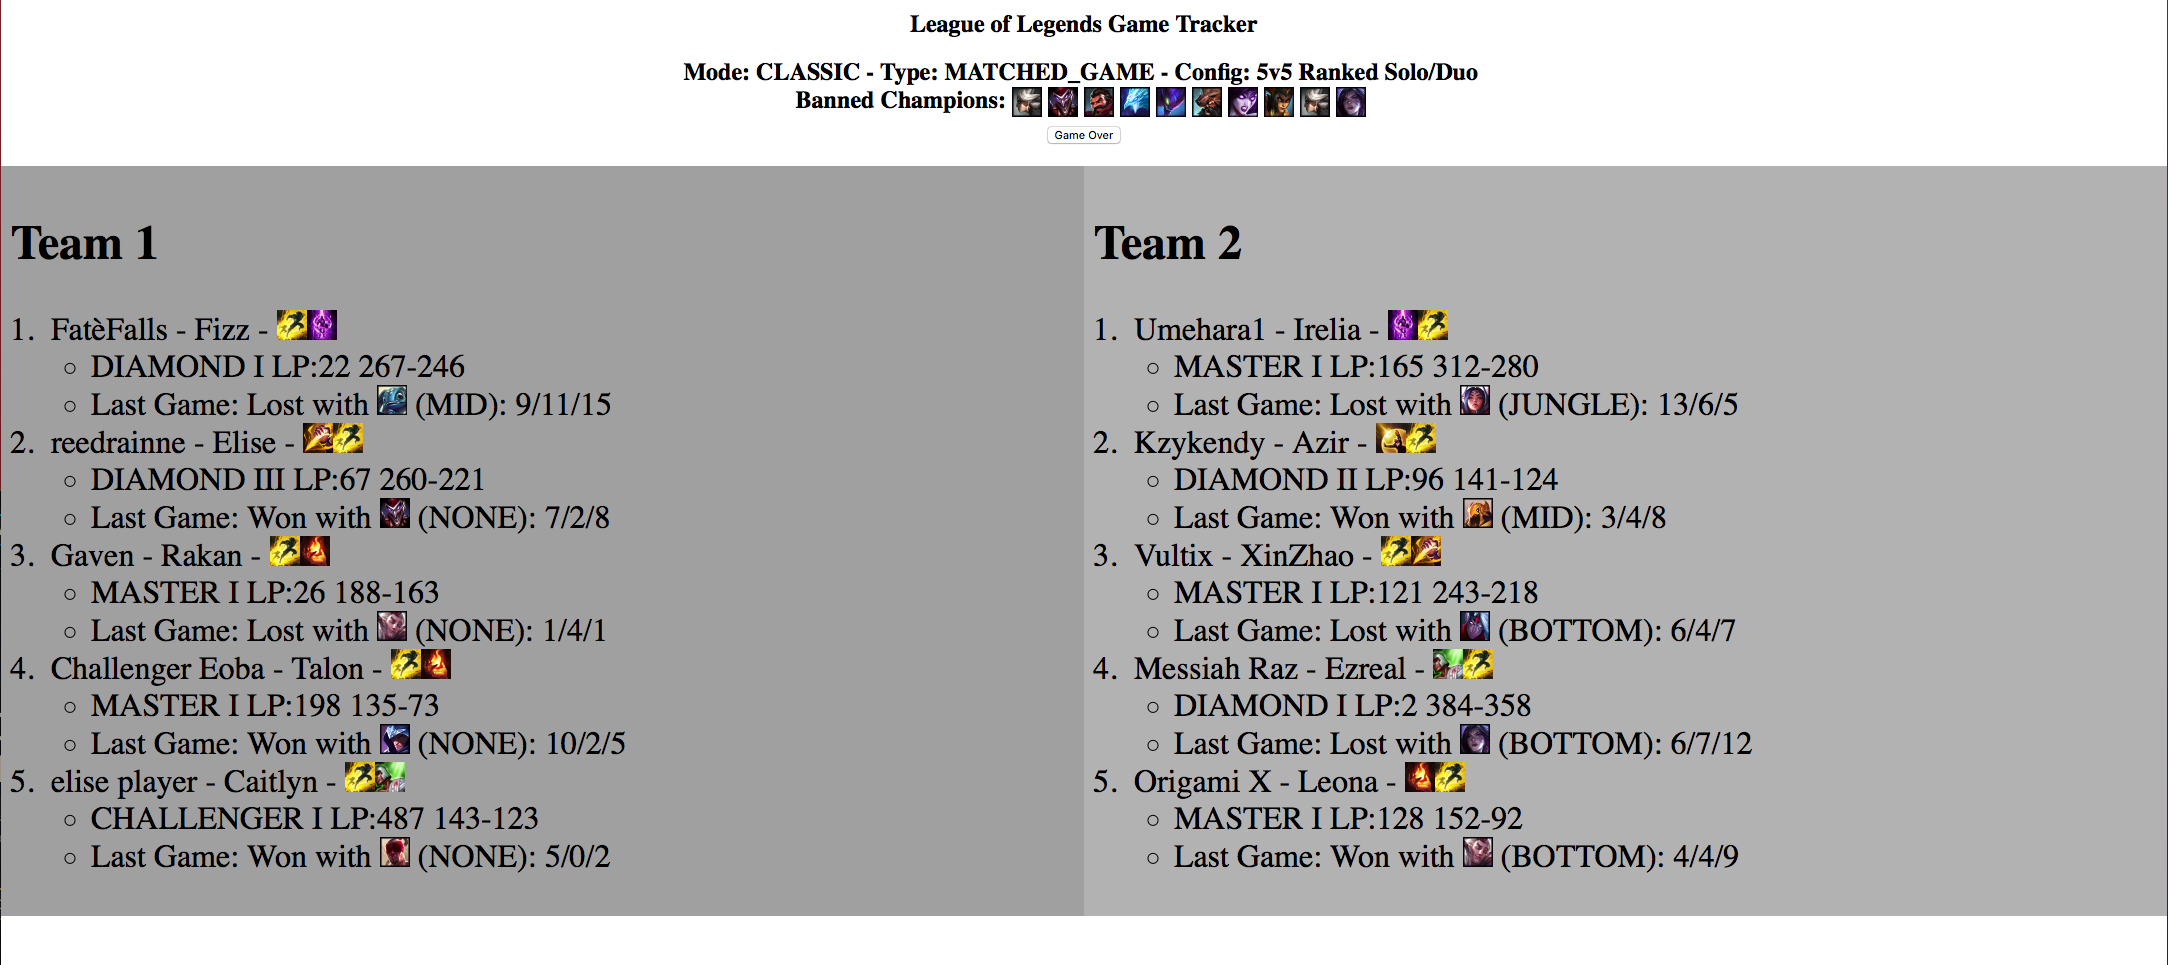 League of Legends Game Tracker
Mode: CLASSIC - Type: MATCHED_GAME - Config: 5v5 Ranked Solo/Duo
Banned Champions:
Game Over
Team 1
1. FatèFalls - Fizz -
DIAMOND I LP:22 267-246
Last Game: Lost with (MID): 9/11/15
2. reedrainne - Elise -
DIAMOND III LP:67 260-221
Last Game: Won with (NONE): 7/2/8
3. Gaven - Rakan -
MASTER I LP:26 188-163
Last Game: Lost with (NONE): 1/4/1
4. Challenger Eoba - Talon -
MASTER I LP:198 135-73
Last Game: Won with (NONE): 10/2/5
5. elise player - Caitlyn -
CHALLENGER I LP:487 143-123
Last Game: Won with (NONE): 5/0/2
Team 2
1. Umehara1 - Irelia -
MASTER I LP:165 312-280
Last Game: Lost with (JUNGLE): 13/6/5
2. Kzykendy - Azir -
DIAMOND II LP:96 141-124
Last Game: Won with (MID): 3/4/8
3. Vultix - XinZhao -
MASTER I LP:121 243-218
Last Game: Lost with (BOTTOM): 6/4/7
4. Messiah Raz - Ezreal -
DIAMOND I LP:2 384-358
Last Game: Lost with (BOTTOM): 6/7/12
5. Origami X - Leona -
MASTER I LP:128 152-92
Last Game: Won with (BOTTOM): 4/4/9